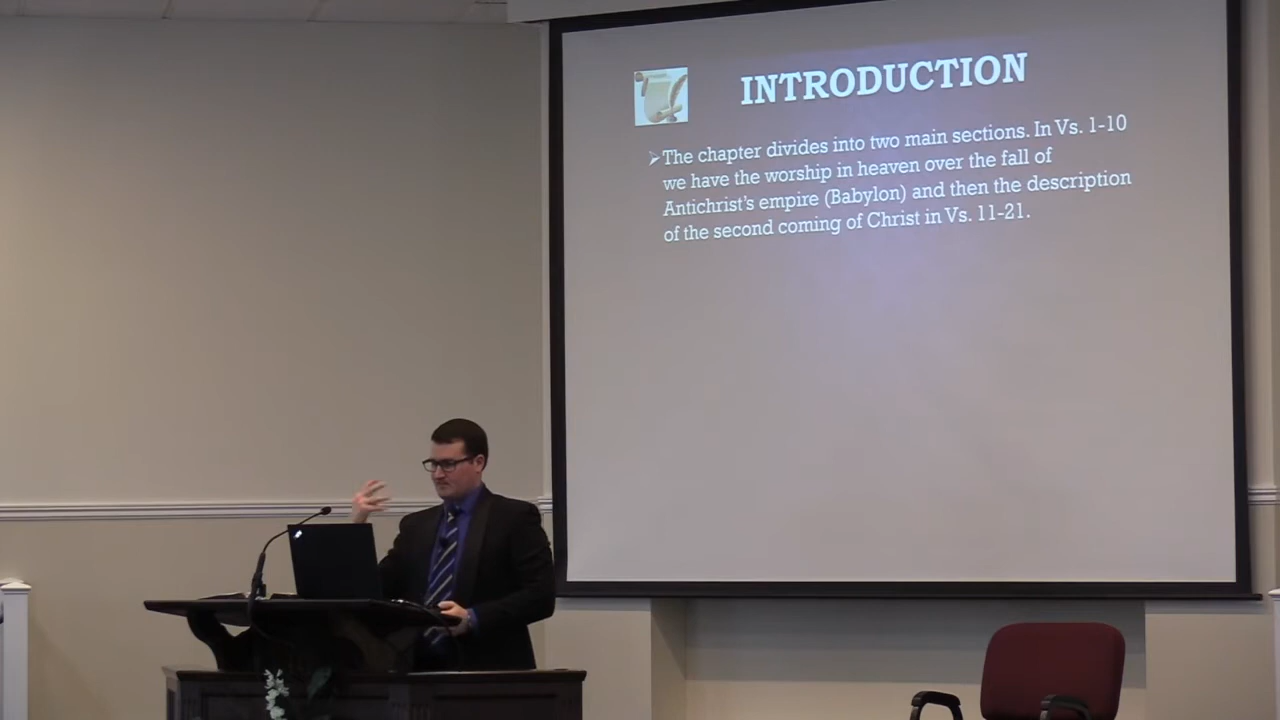 INTRODUCTION
The chapter divides into two main sections. In Vs. 1-10
we have the worship in heaven over the fall of
Antichrist's empire (Babylon) and then the description
of the second coming of Christ in Vs. 11-21.